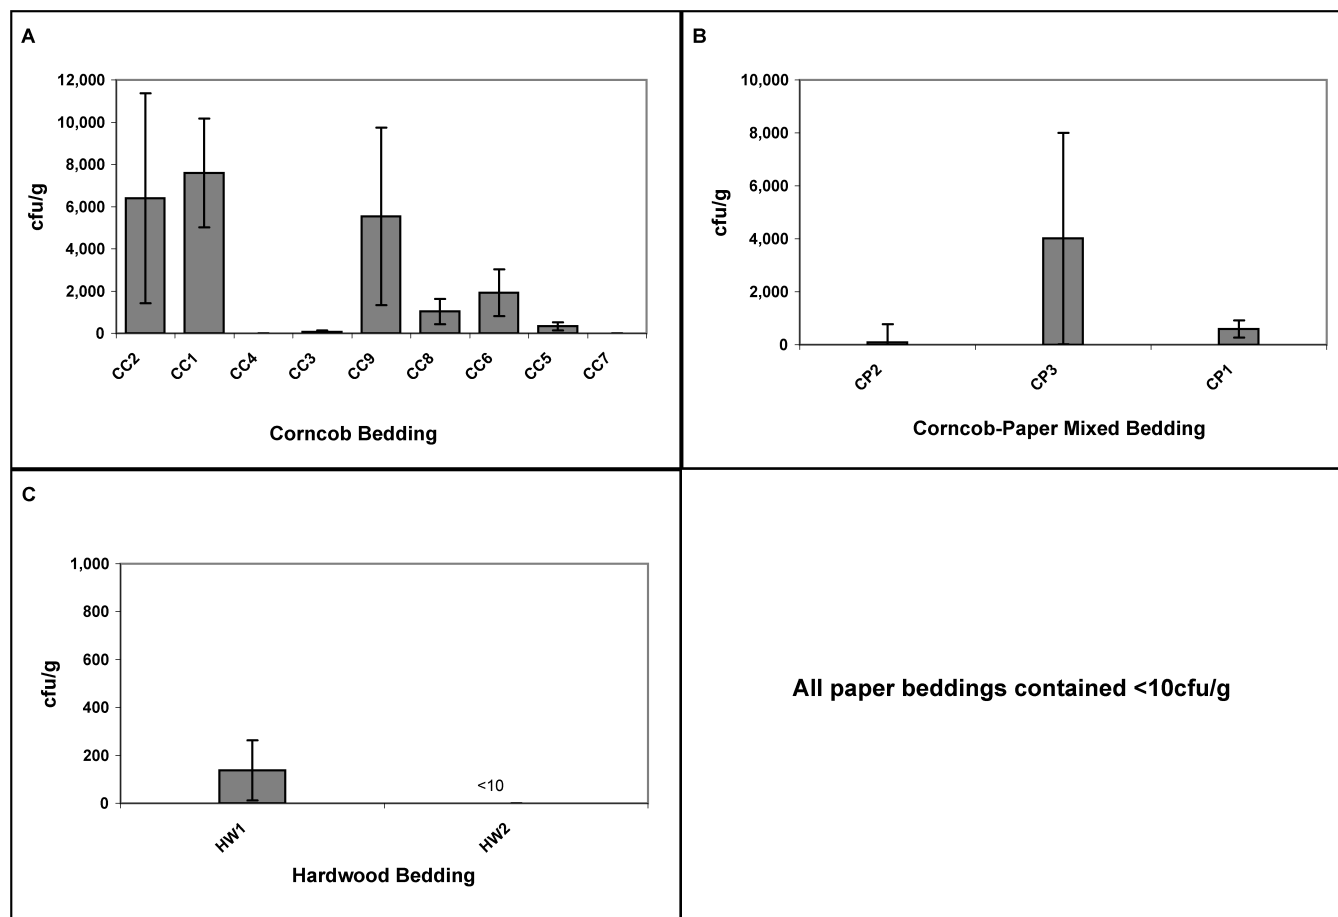 A
12,000
10,000
8,000
6,000
4,000
2,000
0
cfu/g
CC2 CC1 CC4 CC3 CC9 CC8 CC6 CC5 CC7
Corncob Bedding
B
10,000
8,000
6,000
4,000
2,000
0
cfu/g
CP2 CP3 CP1
Corncob-Paper Mixed Bedding
C
1,000
800
600
400
200
0
cfu/g
<10
HW1 HW2
Hardwood Bedding
All paper beddings contained <10cfu/g